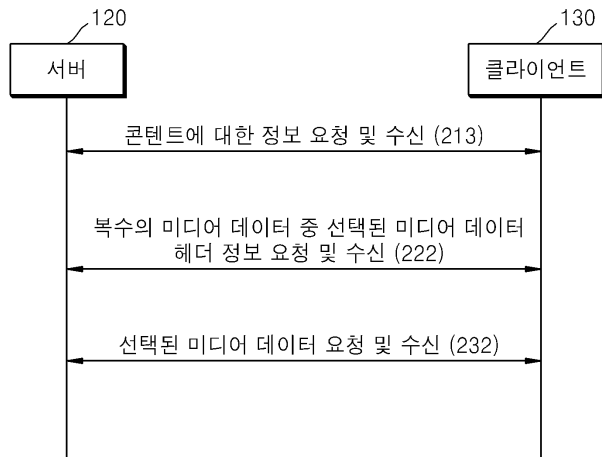 120
130
서버
클라이언트
콘텐트에 대한 정보 요청 및 수신 (213)
복수의 미디어 데이터 중 선택된 미디어 데이터
헤더 정보 요청 및 수신 (222)
선택된 미디어 데이터 요청 및 수신 (232)